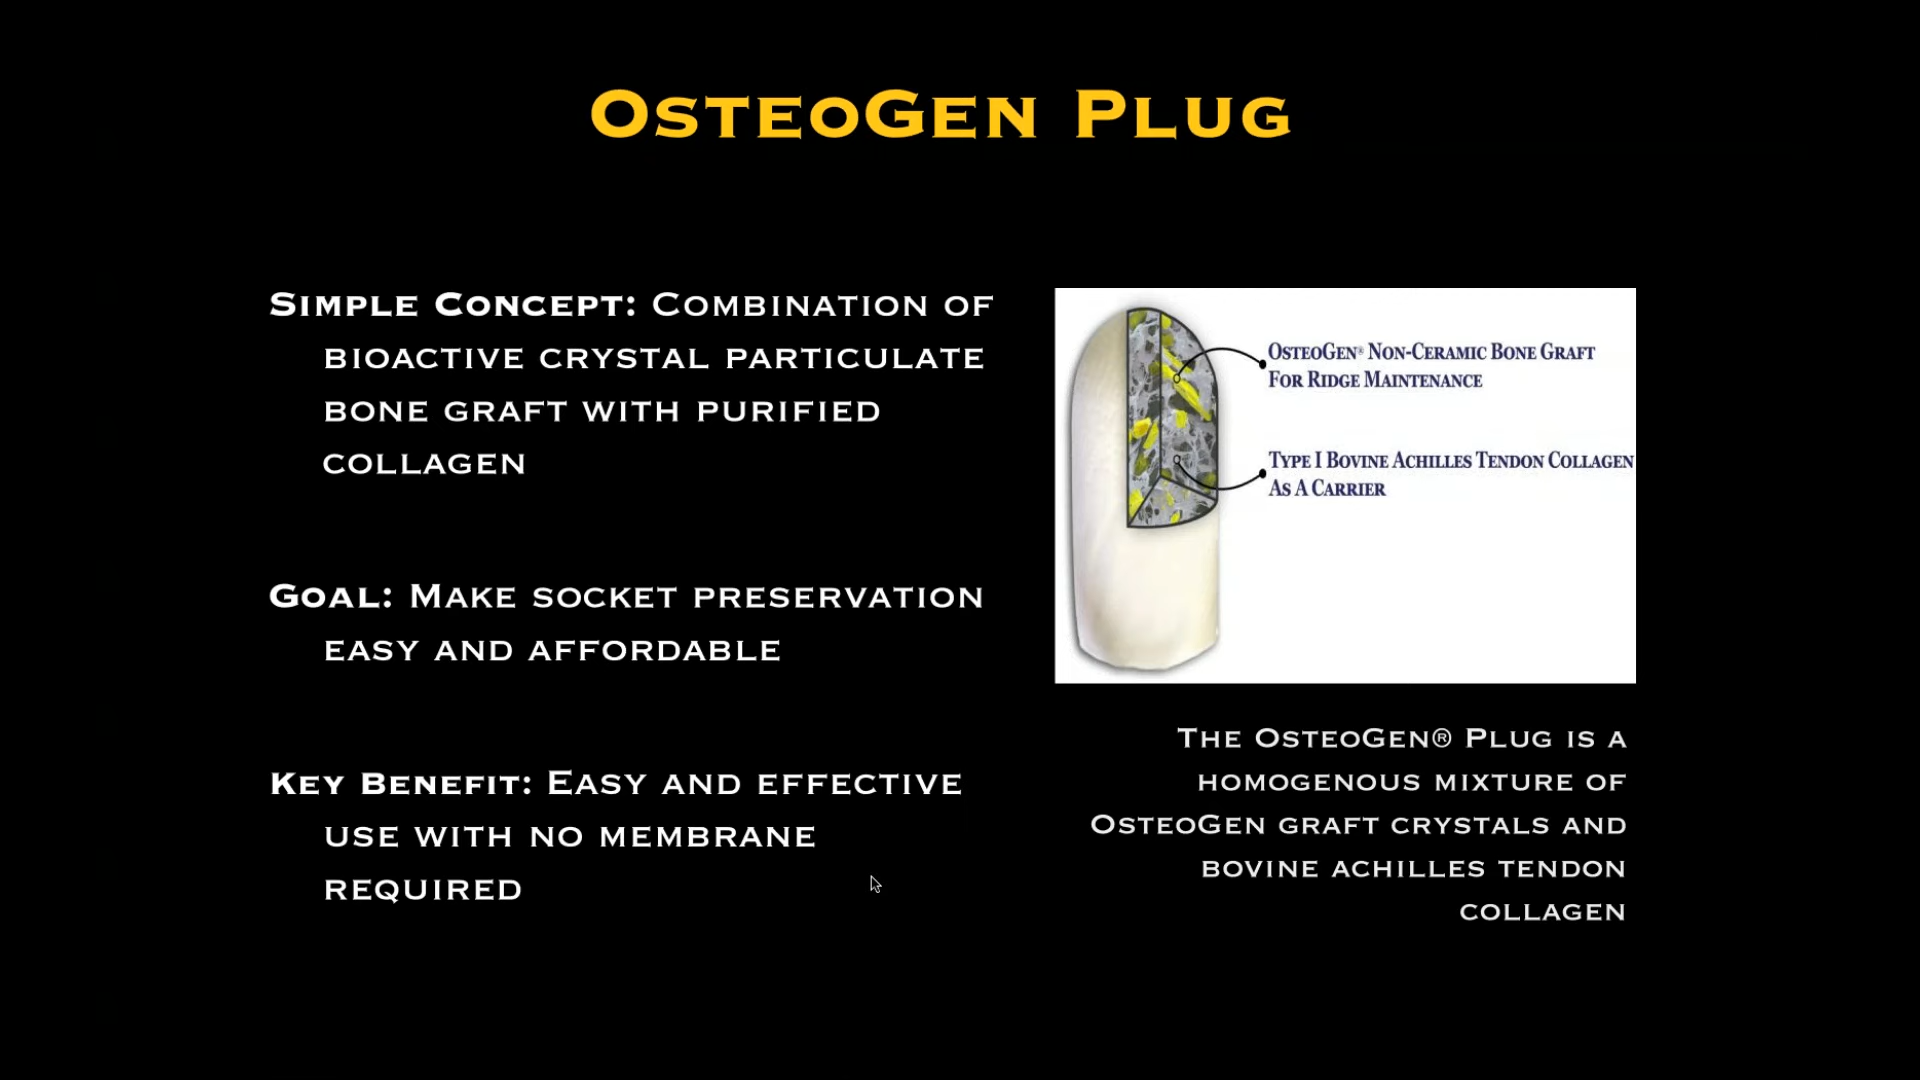 OsteoGen Plug
Simple Concept: Combination of
bioactive crystal particulate
bone graft with purified
collagen
Goal: Make socket preservation
easy and affordable
Key Benefit: Easy and effective
use with no membrane
required
OsteoGen® Non-Ceramic Bone Graft
For Ridge Maintenance
Type I Bovine Achilles Tendon Collagen
As A Carrier
The OsteoGen® Plug is a
homogenous mixture of
OsteoGen graft crystals and
bovine achilles tendon
collagen